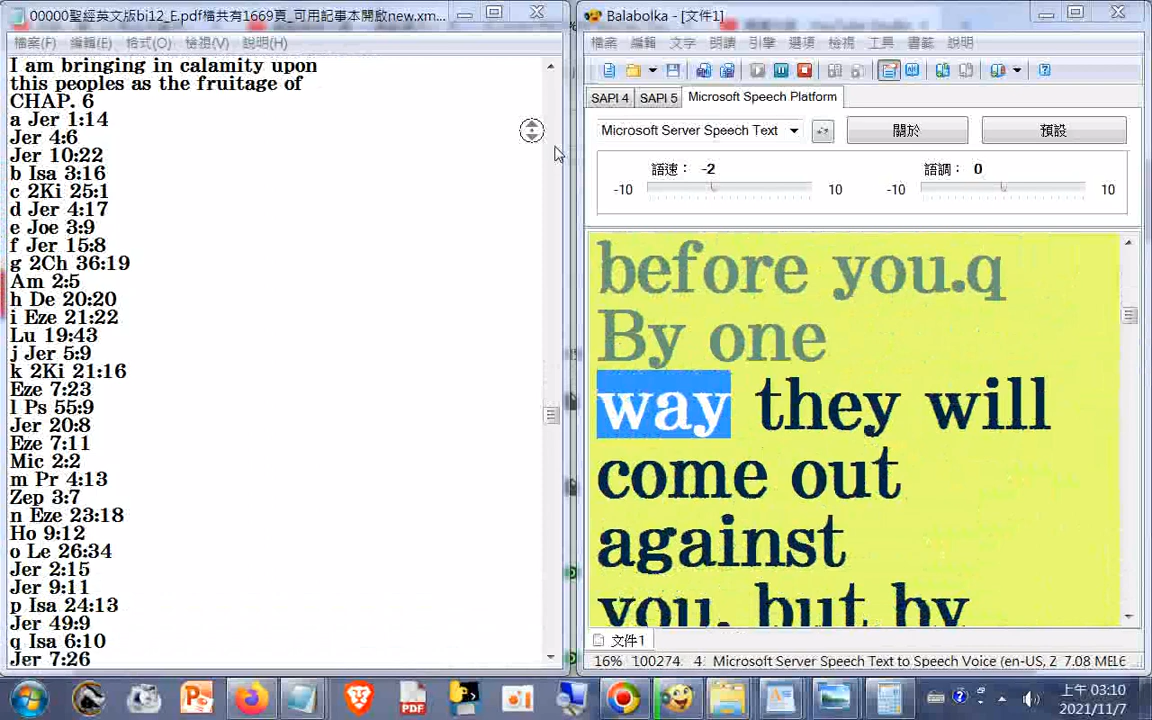 00000聖經英文版bi12_E.pdf檔共有1669頁_可用記事本開啟new.xm...
檔案(F) 編輯(E) 格式(O) 檢視(V) 說明(H)
I am bringing in calamity upon
this peoples as the fruitage of
CHAP. 6
a Jer 1:14
Jer 4:6
Jer 10:22
b Isa 3:16
c 2Ki 25:1
d Jer 4:17
e Joe 3:9
f Jer 15:8
g 2Ch 36:19
Am 2:5
h De 20:20
i Eze 21:22
Lu 19:43
j Jer 5:9
k 2Ki 21:16
Eze 7:23
l Ps 55:9
Jer 20:8
Eze 7:11
Mic 2:2
m Pr 4:13
Zep 3:7
n Eze 23:18
Ho 9:12
o Le 26:34
Jer 2:15
Jer 9:11
p Isa 24:13
Jer 49:9
q Isa 6:10
Jer 7:26
Balabolka - [文件1]
檔案 編輯 文字 朗讀 引擎 選項 檢視 工具 書籤 說明
SAPI 4 SAPI 5 Microsoft Speech Platform
Microsoft Server Speech Text 關於 預設
語速: -2 語調: 0
-10 10 -10 10
before you.q
By one
way they will
come out
against
you, but by
文件1
16% 100274 4: Microsoft Server Speech Text to Speech Voice (en-US, Z 7.08 МБ
上午 03:10
2021/11/7